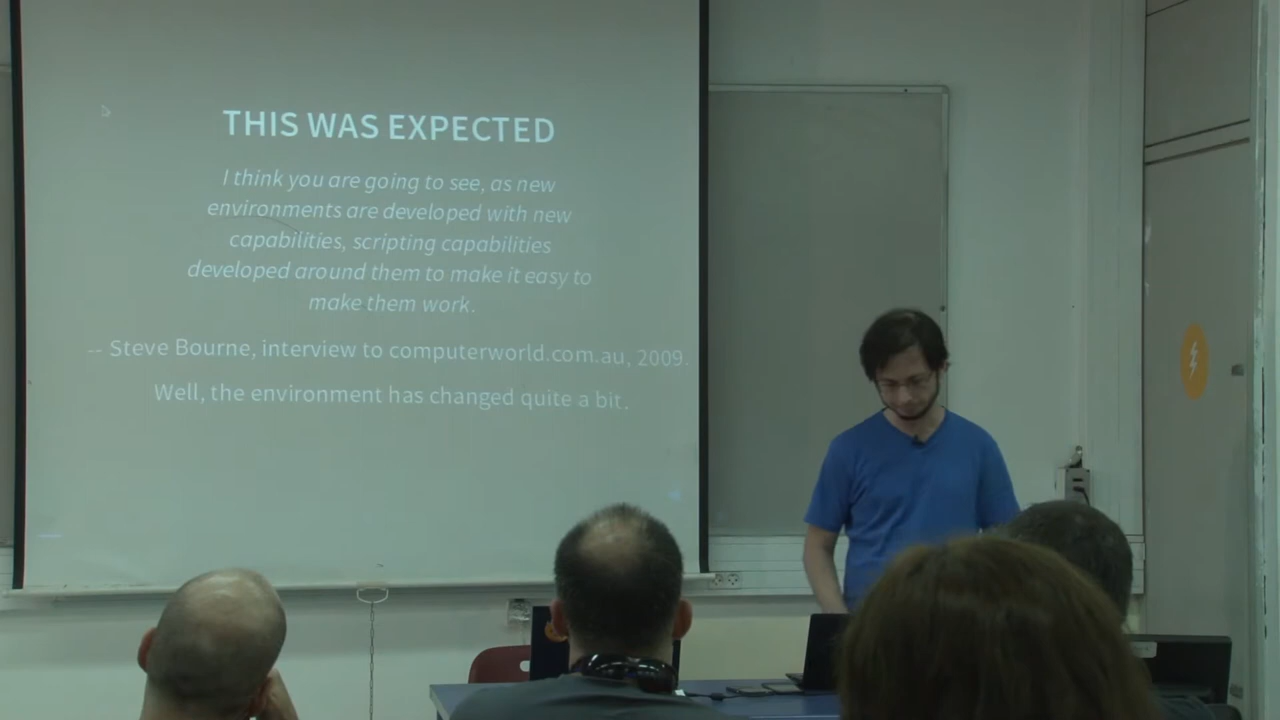 THIS WAS EXPECTED
I think you are going to see, as new
environments are developed with new
capabilities, scripting capabilities
developed around them to make it easy to
make them work.
-- Steve Bourne, interview to computerworld.com.au, 2009.
Well, the environment has changed quite a bit.